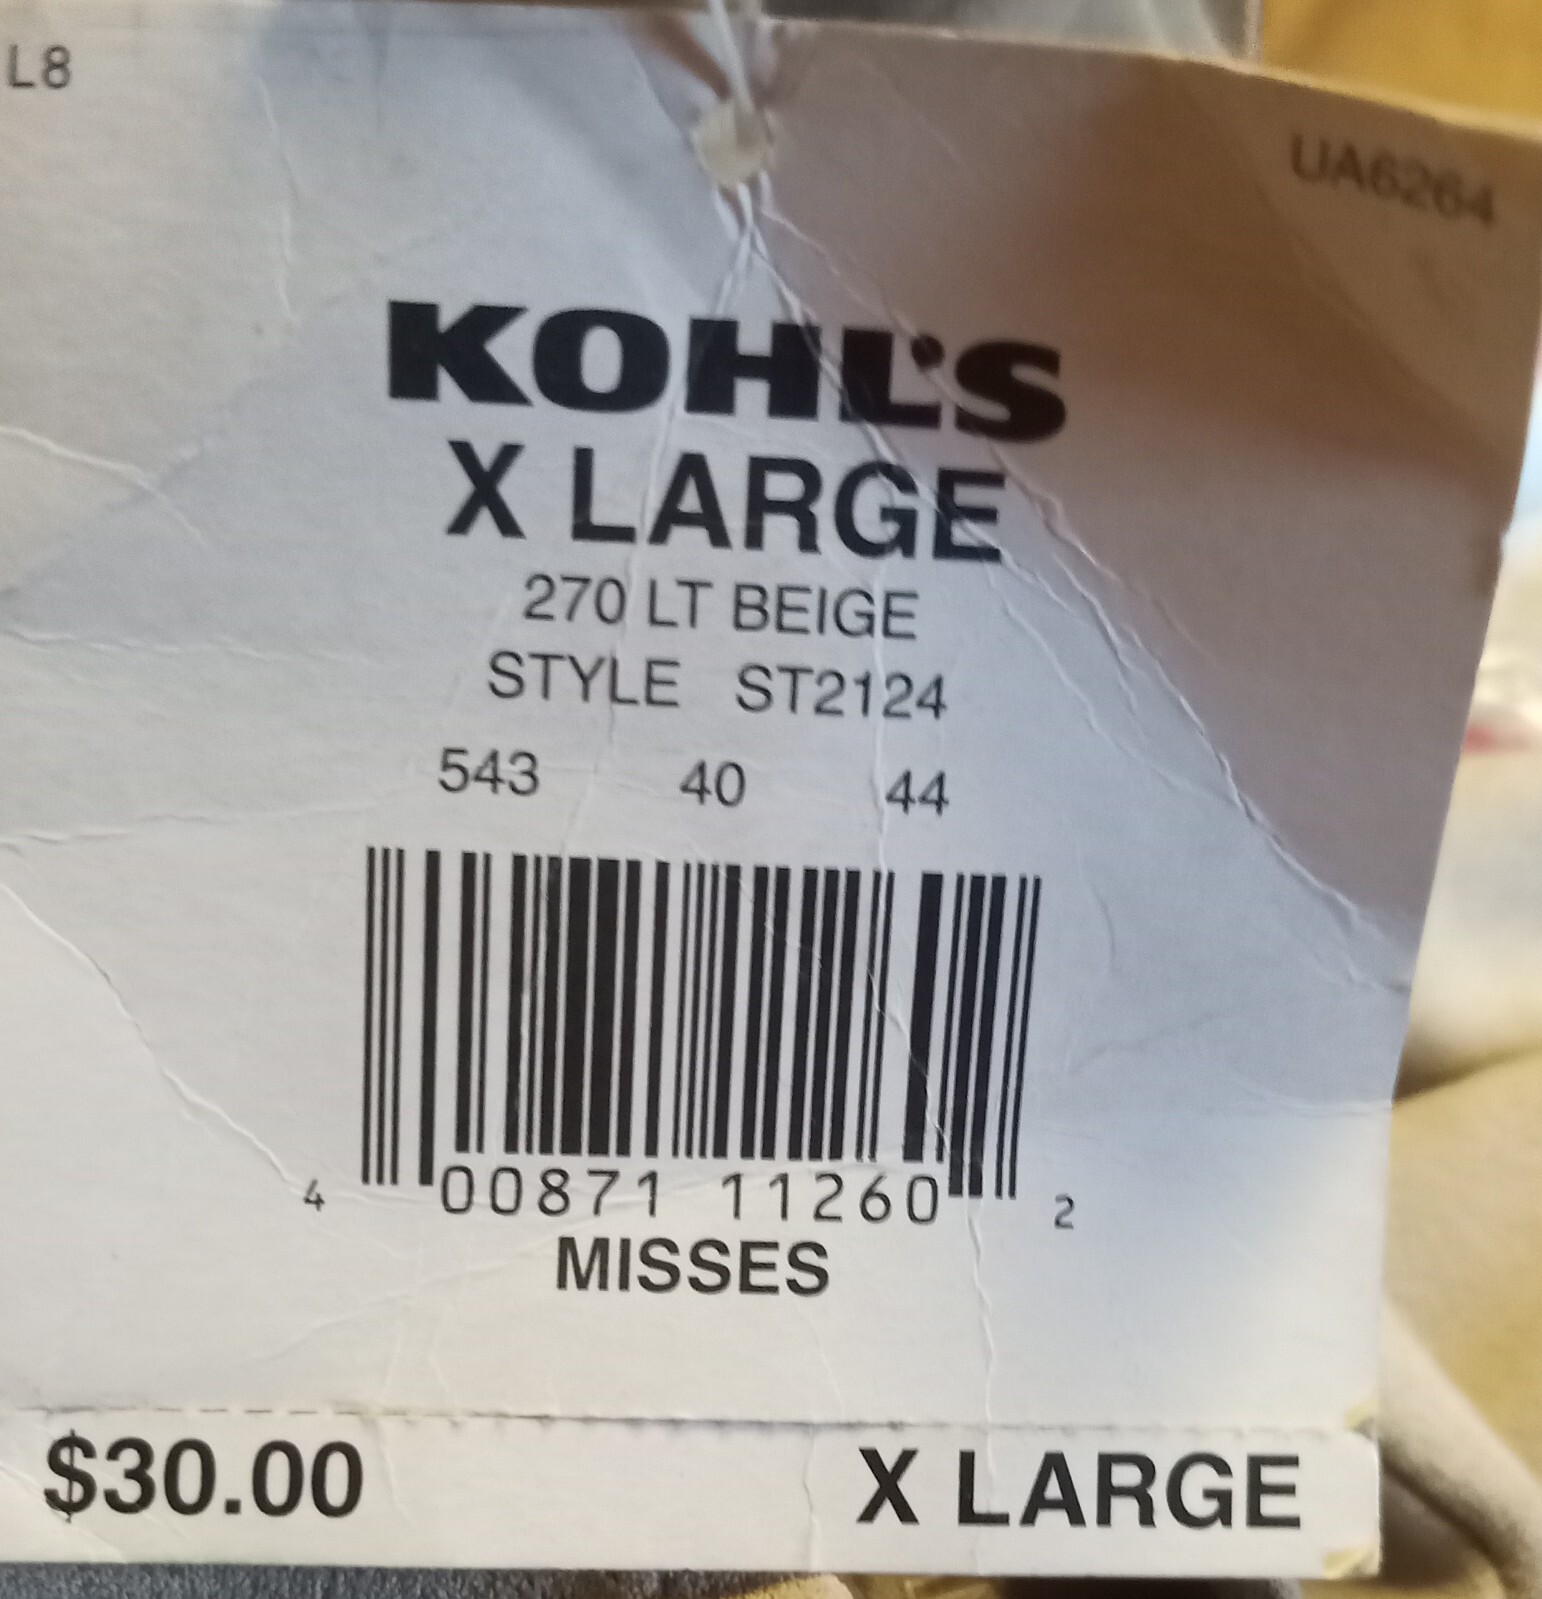 L8
UA6264
KOHL'S
X LARGE
270 LT BEIGE
STYLE ST2124
543 40 44
4 00871 11260 2
MISSES
$30.00 X LARGE